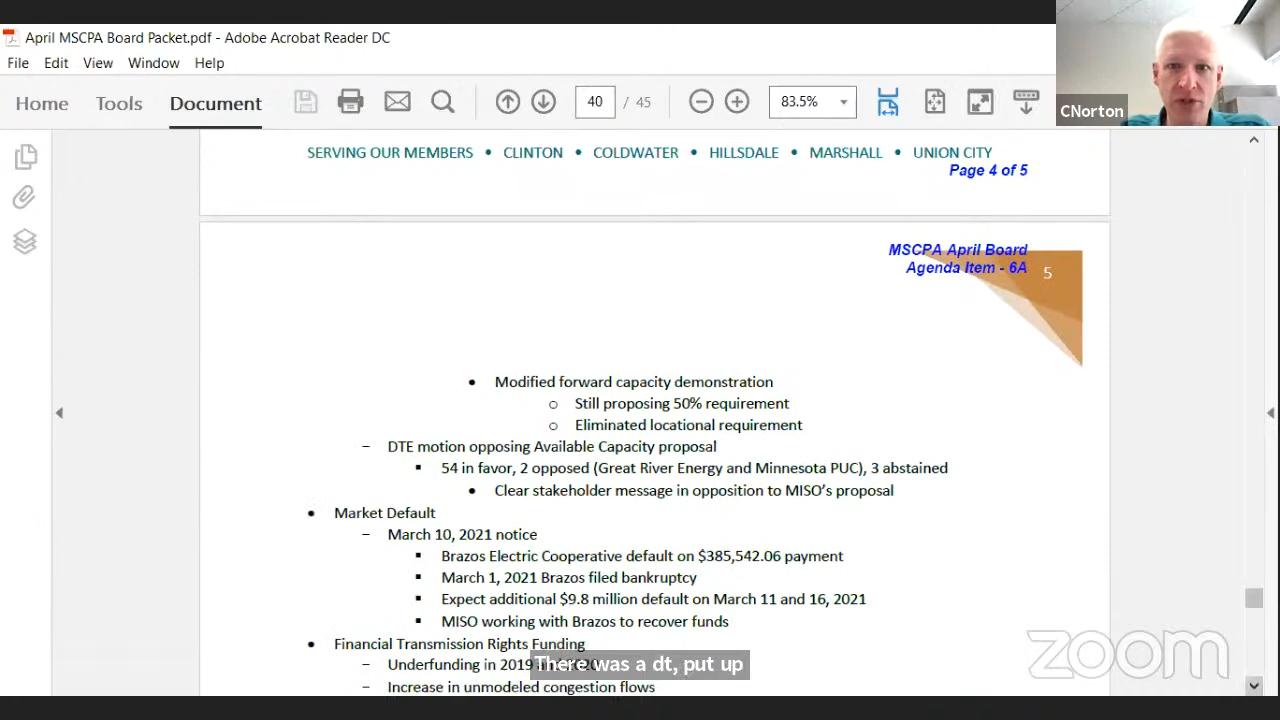 April MSCPA Board Packet.pdf - Adobe Acrobat Reader DC
File Edit View Window Help
Home Tools Document 40 / 45 83.5%
CNorton
SERVING OUR MEMBERS • CLINTON • COLDWATER • HILLSDALE • MARSHALL • UNION CITY
Page 4 of 5
MSCPA April Board
Agenda Item - 6A
5
• Modified forward capacity demonstration
o Still proposing 50% requirement
o Eliminated locational requirement
– DTE motion opposing Available Capacity proposal
▪ 54 in favor, 2 opposed (Great River Energy and Minnesota PUC), 3 abstained
• Clear stakeholder message in opposition to MISO's proposal
• Market Default
– March 10, 2021 notice
▪ Brazos Electric Cooperative default on $385,542.06 payment
▪ March 1, 2021 Brazos filed bankruptcy
▪ Expect additional $9.8 million default on March 11 and 16, 2021
▪ MISO working with Brazos to recover funds
• Financial Transmission Rights Funding
– Underfunding in 2019
There was a dt, put up
– Increase in unmodeled congestion flows
zoom